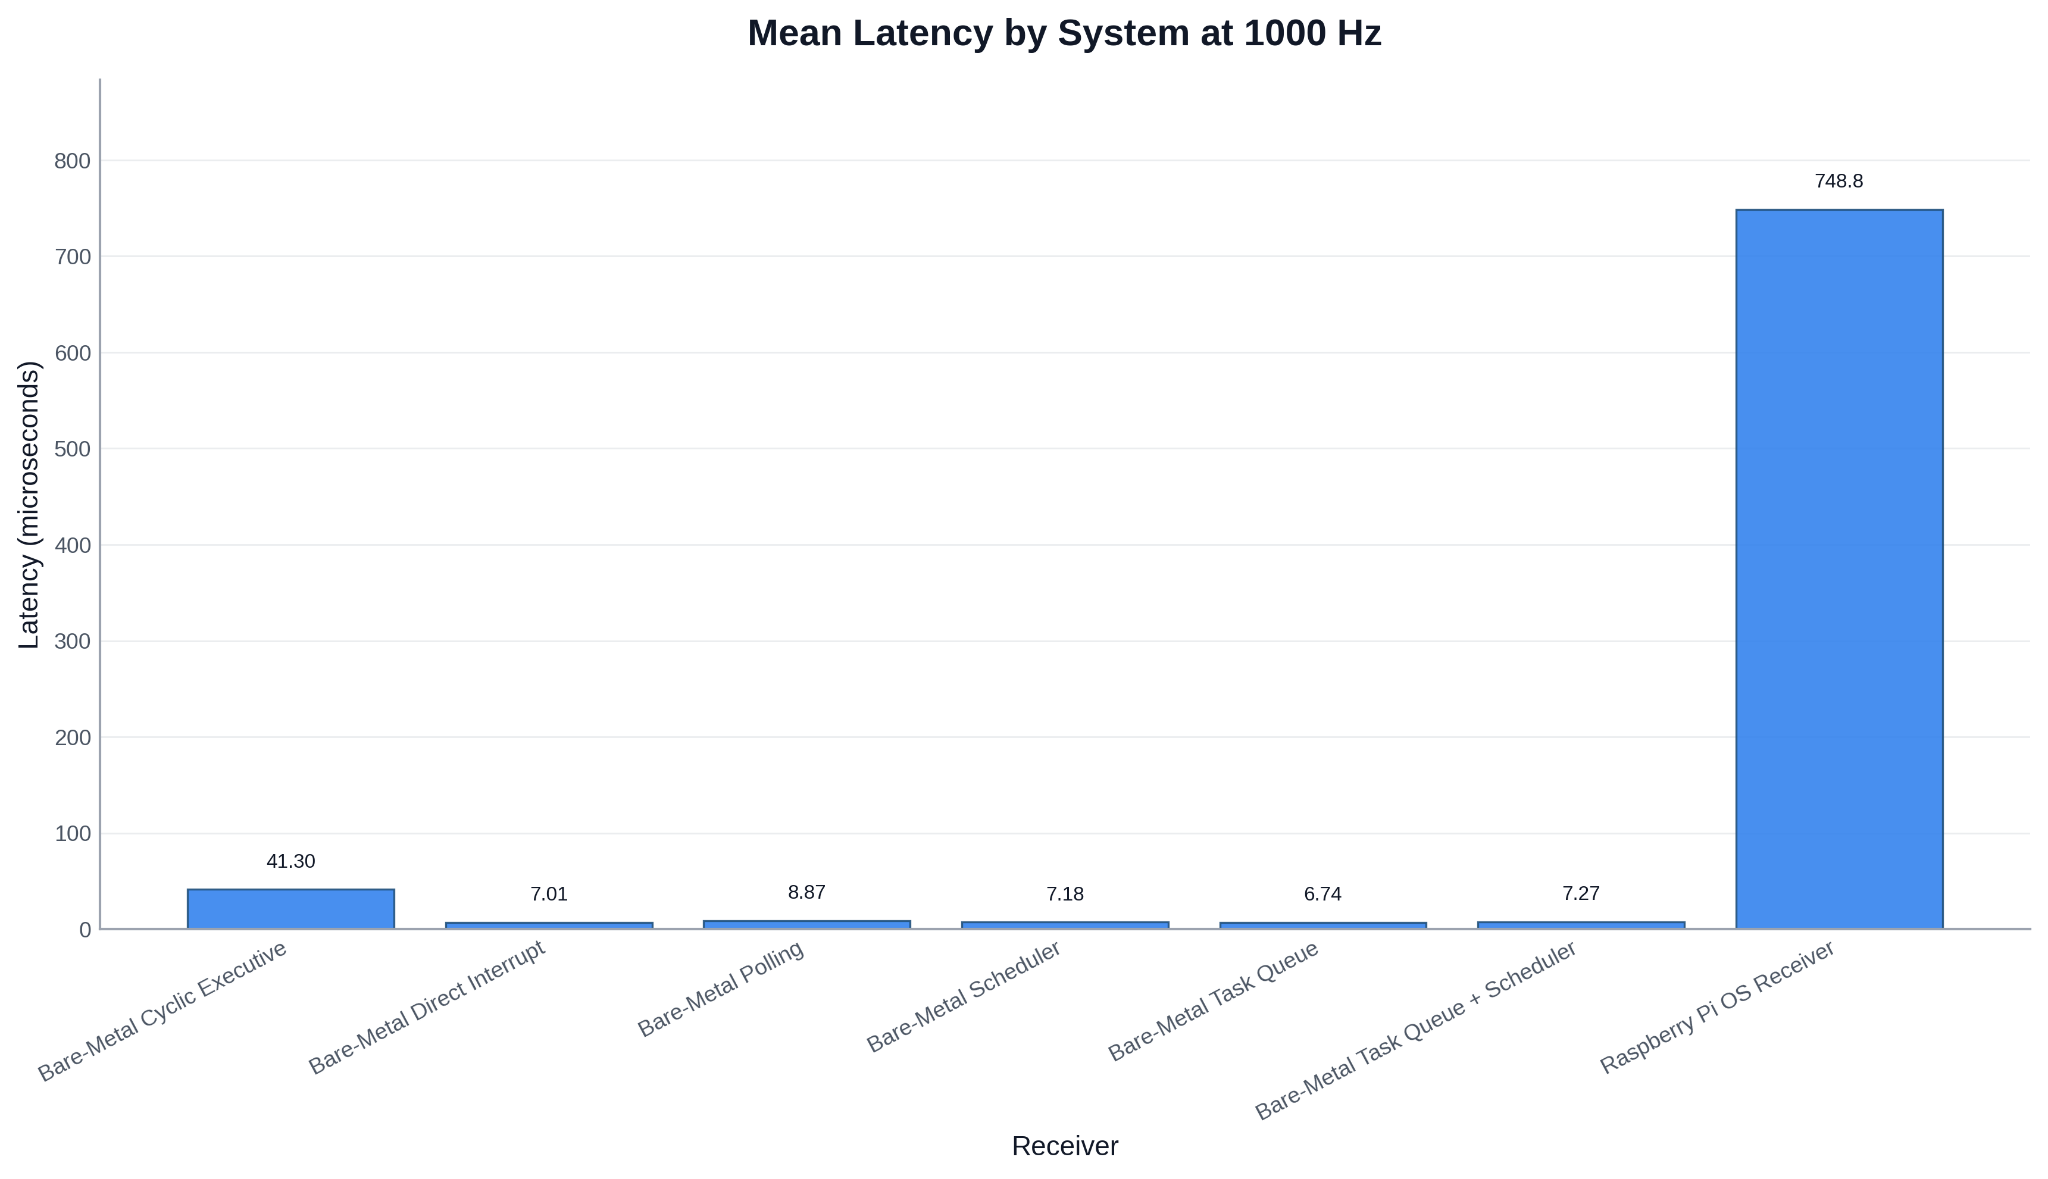 Mean Latency by System at 1000 Hz
Latency (microseconds)
800
700
600
500
400
300
200
100
0
41.30
7.01
8.87
7.18
6.74
7.27
748.8
Bare-Metal Cyclic Executive
Bare-Metal Direct Interrupt
Bare-Metal Polling
Bare-Metal Scheduler
Bare-Metal Task Queue
Bare-Metal Task Queue + Scheduler
Raspberry Pi OS Receiver
Receiver